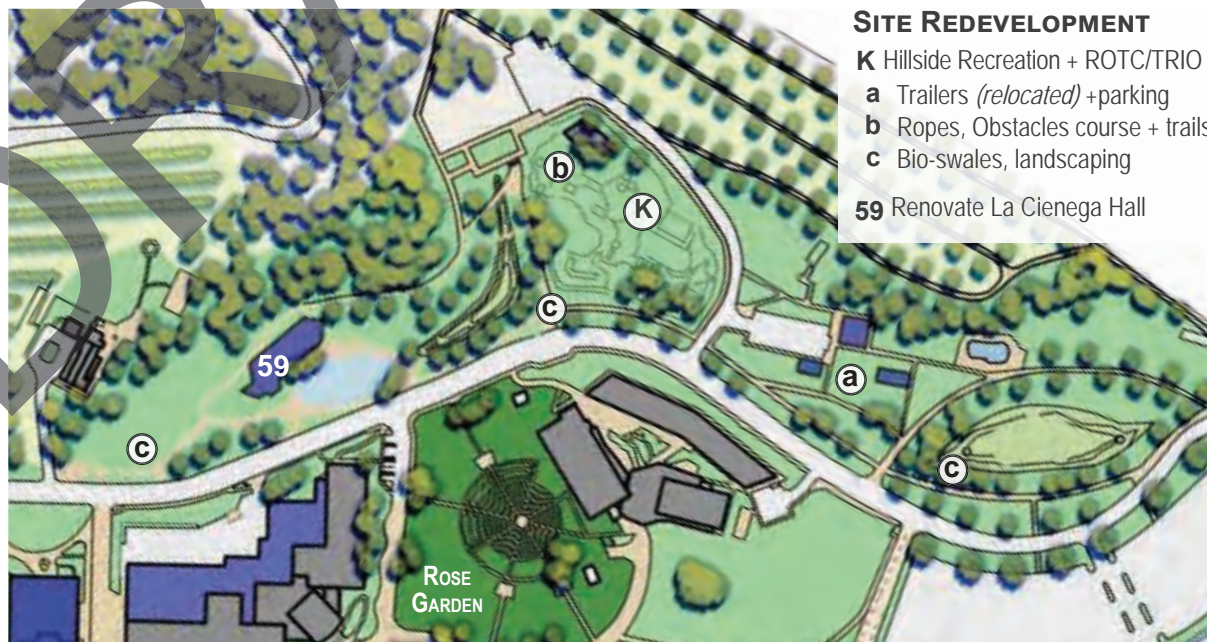 SITE REDEVELOPMENT
K Hillside Recreation + ROTC/TRIO
a Trailers (relocated) +parking
b Ropes, Obstacles course + trails
c Bio-swales, landscaping
59 Renovate La Cienega Hall
b
K
c
59
a
c
c
ROSE
GARDEN